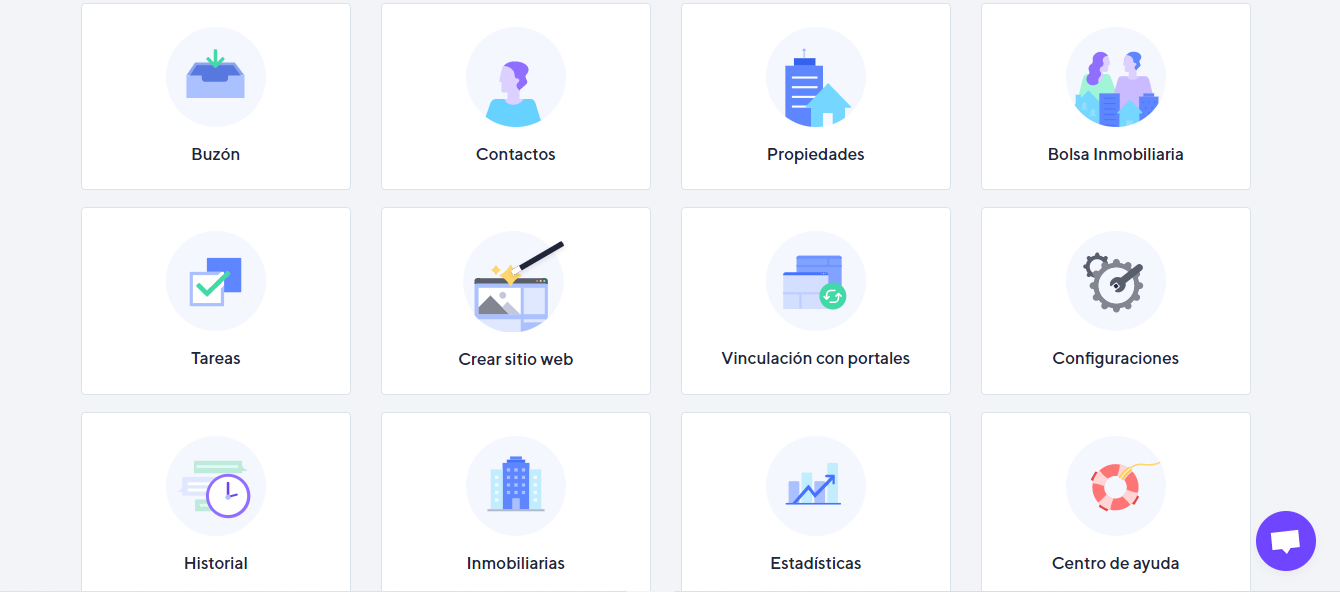 Buzón
Contactos
Propiedades
Bolsa Inmobiliaria
Tareas
Crear sitio web
Vinculación con portales
Configuraciones
Historial
Inmobiliarias
Estadísticas
Centro de ayuda